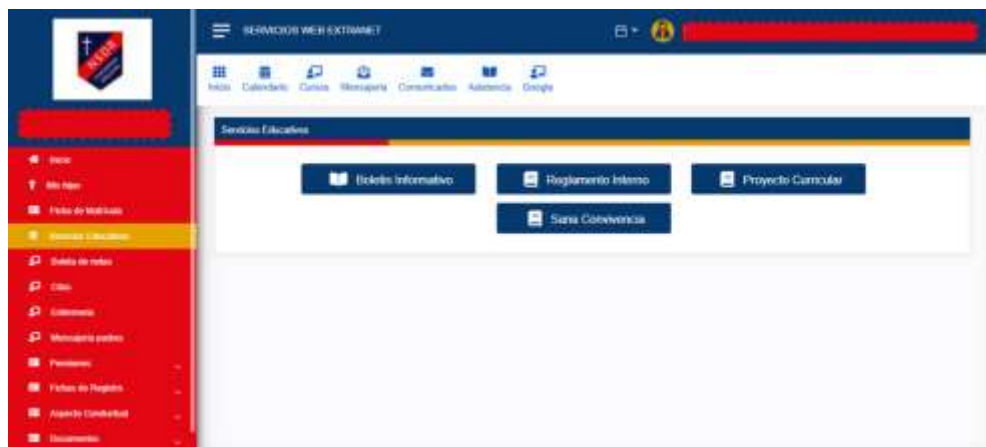 NSDR
SERVICIOS WEB EXTRANET
Inicio Calendario Cursos Mensajería Comunicados Asistencia Google
Servicios Educativos
Boletín Informativo
Reglamento Interno
Proyecto Curricular
Sana Convivencia
Inicio
Mis hijos
Ficha de Matrícula
Servicios Educativos
Boleta de notas
Citas
Enfermería
Mensajería padres
Pensiones
Fichas de Registro
Aspecto Conductual
Documentos